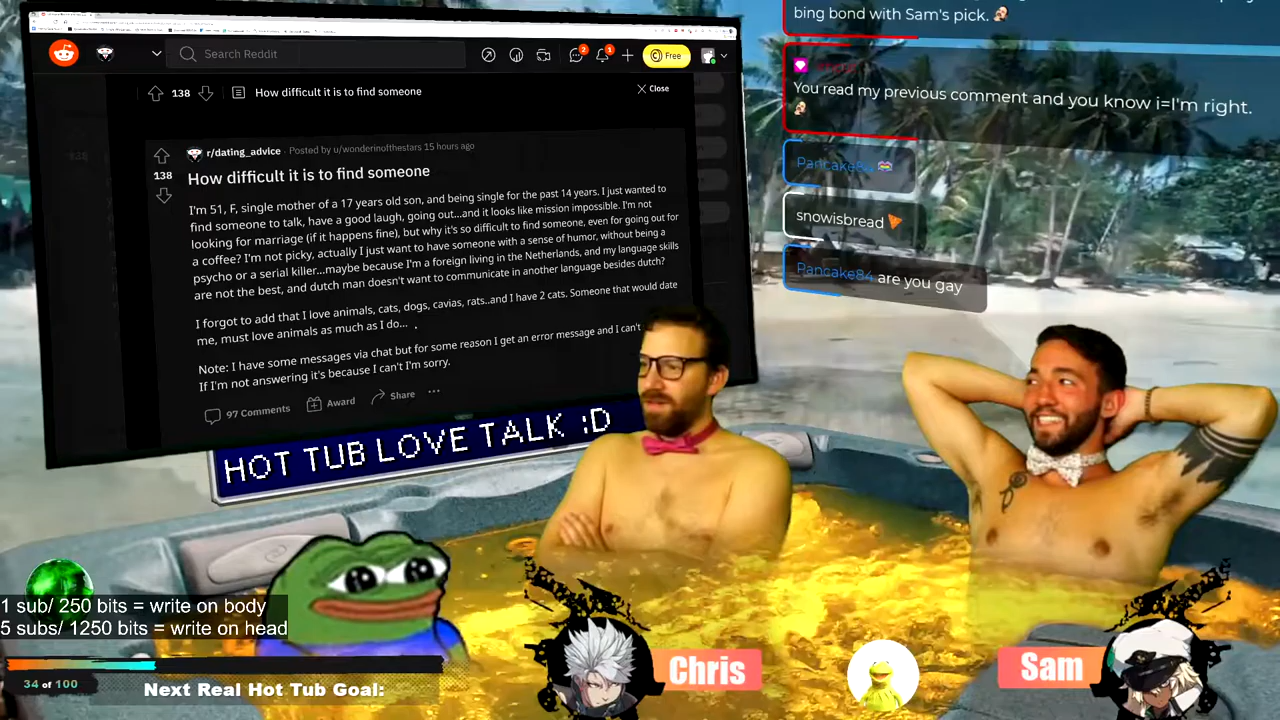 Search Reddit
2
1
Free
138
How difficult it is to find someone
Close
r/dating_advice · Posted by u/wonderinofthestars 15 hours ago
138
How difficult it is to find someone
I'm 51, F, single mother of a 17 years old son, and being single for the past 14 years. I just wanted to
find someone to talk, have a good laugh, going out...and it looks like mission impossible. I'm not
looking for marriage (if it happens fine), but why it's so difficult to find someone, even for going out for
a coffee? I'm not picky, actually I just want to have someone with a sense of humor, without being a
psycho or a serial killer...maybe because I'm a foreign living in the Netherlands, and my language skills
are not the best, and dutch man doesn't want to communicate in another language besides dutch?
I forgot to add that I love animals, cats, dogs, cavias, rats..and I have 2 cats. Someone that would date
me, must love animals as much as I do...
Note: I have some messages via chat but for some reason I get an error message and I can't
If I'm not answering it's because I can't I'm sorry.
97 Comments
Award
Share
bing bond with Sam's pick.
You read my previous comment and you know i=I'm right.
Pancake84
snowisbread
Pancake84 are you gay
HOT TUB LOVE TALK :D
1 sub/ 250 bits = write on body
5 subs/ 1250 bits = write on head
34 of 100
Next Real Hot Tub Goal:
Chris
Sam